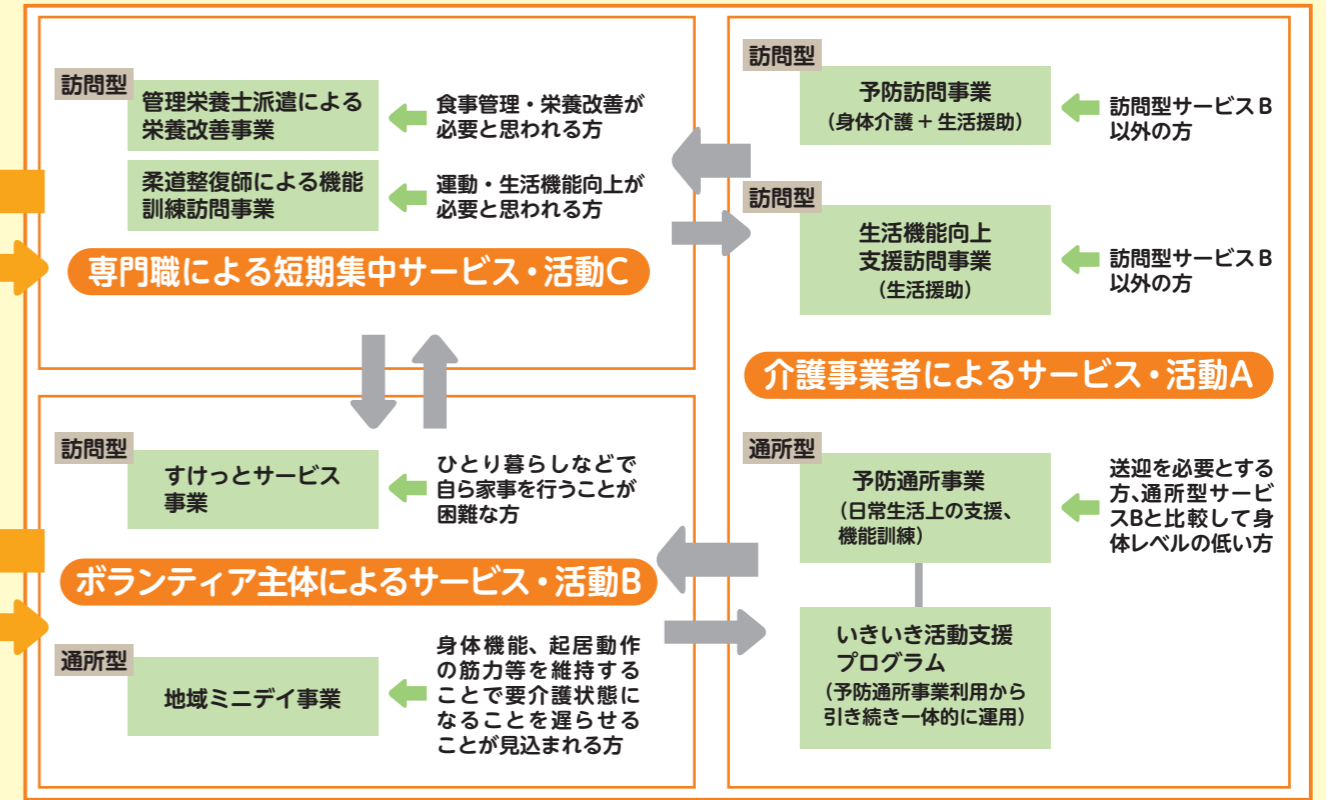 訪問型
管理栄養士派遣による
栄養改善事業
食事管理・栄養改善が
必要と思われる方
柔道整復師による機能
訓練訪問事業
運動・生活機能向上が
必要と思われる方
専門職による短期集中サービス・活動C
訪問型
すけっとサービス
事業
ひとり暮らしなどで
自ら家事を行うことが
困難な方
ボランティア主体によるサービス・活動B
通所型
地域ミニデイ事業
身体機能、起居動作
の筋力等を維持する
ことで要介護状態に
なることを遅らせる
ことが見込まれる方
訪問型
予防訪問事業
（身体介護+生活援助）
訪問型サービスB
以外の方
訪問型
生活機能向上
支援訪問事業
（生活援助）
訪問型サービスB
以外の方
介護事業者によるサービス・活動A
通所型
予防通所事業
（日常生活上の支援、
機能訓練）
送迎を必要とする
方、通所型サービ
スBと比較して身
体レベルの低い方
いきいき活動支援
プログラム
（予防通所事業利用から
引き続き一体的に運用）